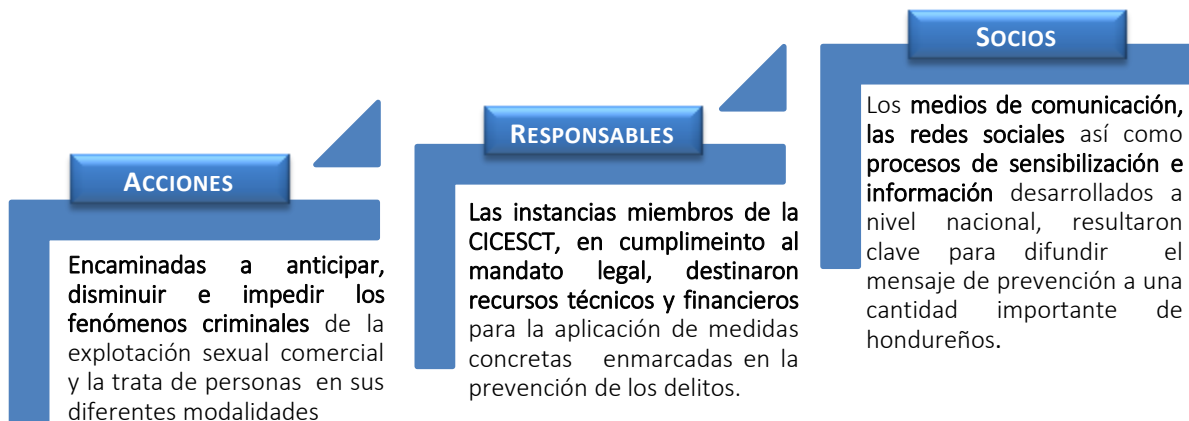 ACCIONES
Encaminadas a anticipar,
disminuir e impedir los
fenómenos criminales de la
explotación sexual comercial
y la trata de personas en sus
diferentes modalidades
RESPONSABLES
Las instancias miembros de la
CICESCT, en cumplimeinto al
mandato legal, destinaron
recursos técnicos y financieros
para la aplicación de medidas
concretas enmarcadas en la
prevención de los delitos.
SOCIOS
Los medios de comunicación,
las redes sociales así como
procesos de sensibilización e
información desarrollados a
nivel nacional, resultaron
clave para difundir el
mensaje de prevención a una
cantidad importante de
hondureños.